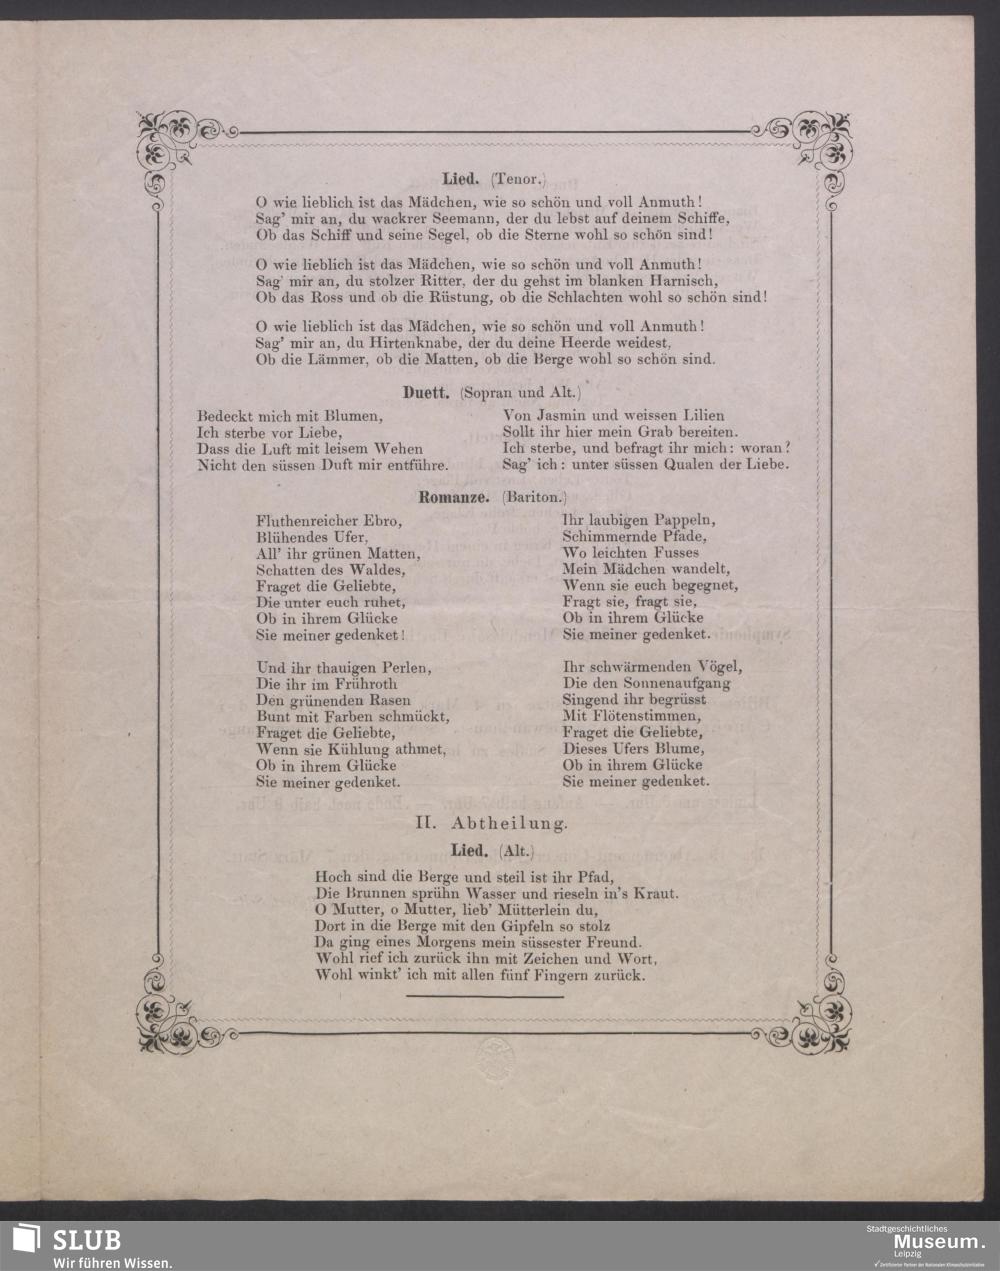 Lied. (Tenor.)
O wie lieblich ist das Mädchen, wie so schön und voll Anmuth!
Sag' mir an, du wackrer Seemann, der du lebst auf deinem Schiffe,
Ob das Schiff und seine Segel, ob die Sterne wohl so schön sind!
O wie lieblich ist das Mädchen, wie so schön und voll Anmuth!
Sag' mir an, du stolzer Ritter, der du gehst im blanken Harnisch,
Ob das Ross und ob die Rüstung, ob die Schlachten wohl so schön sind!
O wie lieblich ist das Mädchen, wie so schön und voll Anmuth!
Sag' mir an, du Hirtenknabe, der du deine Heerde weidest,
Ob die Lämmer, ob die Matten, ob die Berge wohl so schön sind.
Duett. (Sopran und Alt.)
Bedeckt mich mit Blumen,
Ich sterbe vor Liebe,
Dass die Luft mit leisem Wehen
Nicht den süssen Duft mir entführe.
Von Jasmin und weissen Lilien
Sollt ihr hier mein Grab bereiten.
Ich sterbe, und befragt ihr mich: woran?
Sag' ich: unter süssen Qualen der Liebe.
Romanze. (Bariton.)
Fluthenreicher Ebro,
Blühendes Ufer,
All' ihr grünen Matten,
Schatten des Waldes,
Fraget die Geliebte,
Die unter euch ruhet,
Ob in ihrem Glücke
Sie meiner gedenket!
Und ihr thauigen Perlen,
Die ihr im Frühroth
Den grünenden Rasen
Bunt mit Farben schmückt,
Fraget die Geliebte,
Wenn sie Kühlung athmet,
Ob in ihrem Glücke
Sie meiner gedenket.
Ihr laubigen Pappeln,
Schimmernde Pfade,
Wo leichten Fusses
Mein Mädchen wandelt,
Wenn sie euch begegnet,
Fragt sie, fragt sie,
Ob in ihrem Glücke
Sie meiner gedenket.
Ihr schwärmenden Vögel,
Die den Sonnenaufgang
Singend ihr begrüsst
Mit Flötenstimmen,
Fraget die Geliebte,
Dieses Ufers Blume,
Ob in ihrem Glücke
Sie meiner gedenket.
II. Abtheilung.
Lied. (Alt.)
Hoch sind die Berge und steil ist ihr Pfad,
Die Brunnen sprühn Wasser und rieseln in's Kraut.
O Mutter, o Mutter, lieb' Mütterlein du,
Dort in die Berge mit den Gipfeln so stolz
Da ging eines Morgens mein süssester Freund.
Wohl rief ich zurück ihn mit Zeichen und Wort,
Wohl winkt' ich mit allen fünf Fingern zurück.
SLUB
Wir führen Wissen.
Stadtgeschichtliches
Museum.
Leipzig
Zertifizierter Partner der Nationalen Klimaschutzinitiative